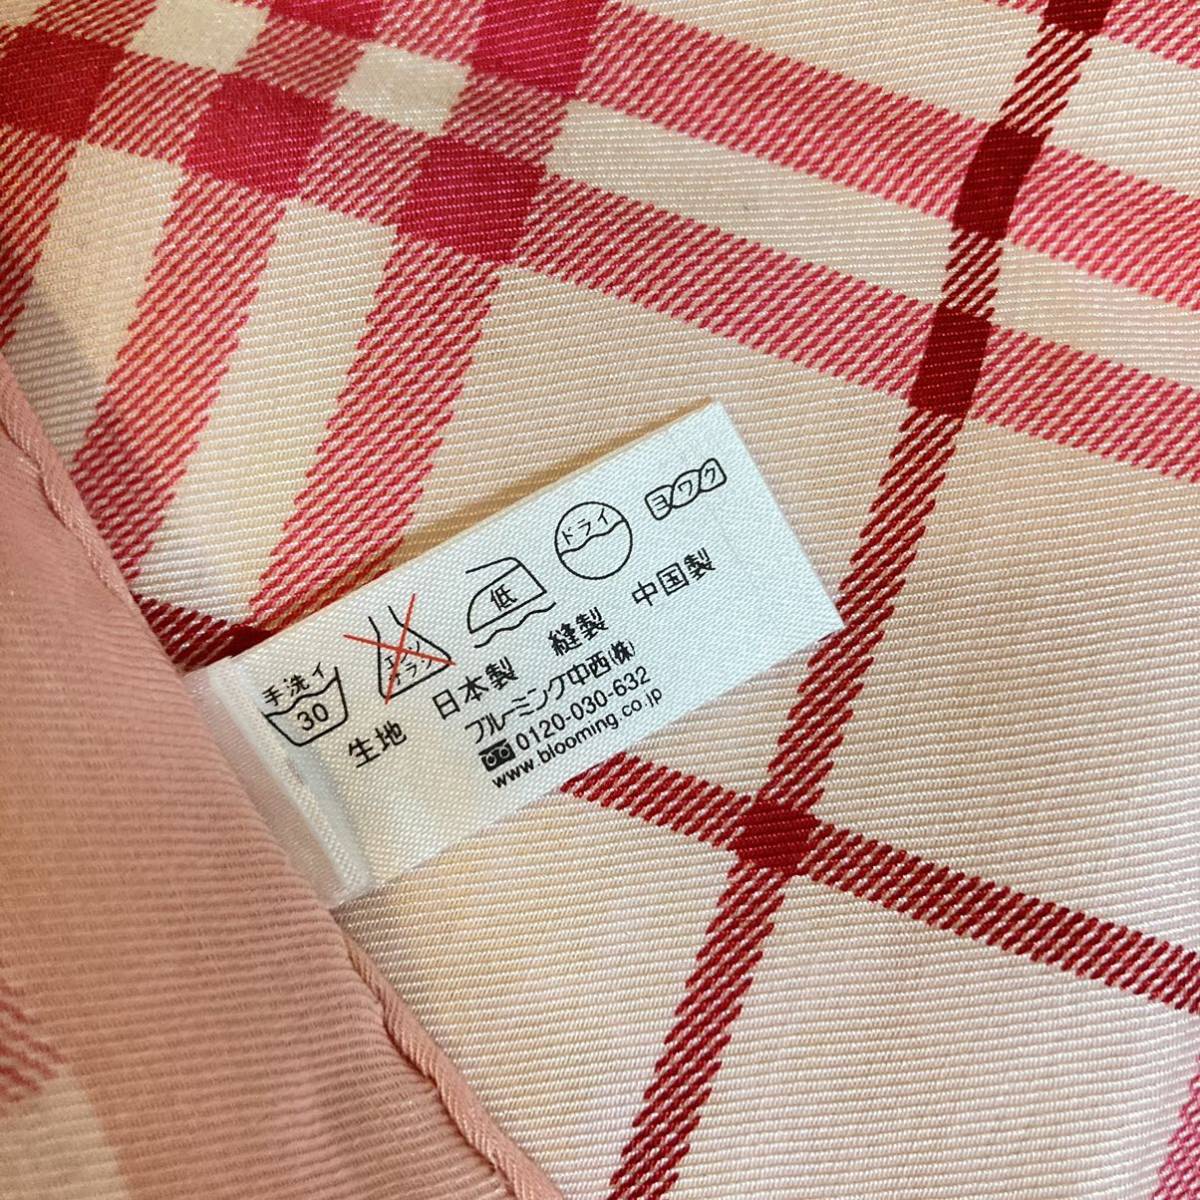 手洗イ
30
エンソ
サラシ
低
ドライ
ヨワク
生地 日本製 縫製 中国製
ブルーミング中西(株)
0120-030-632
www.blooming.co.jp